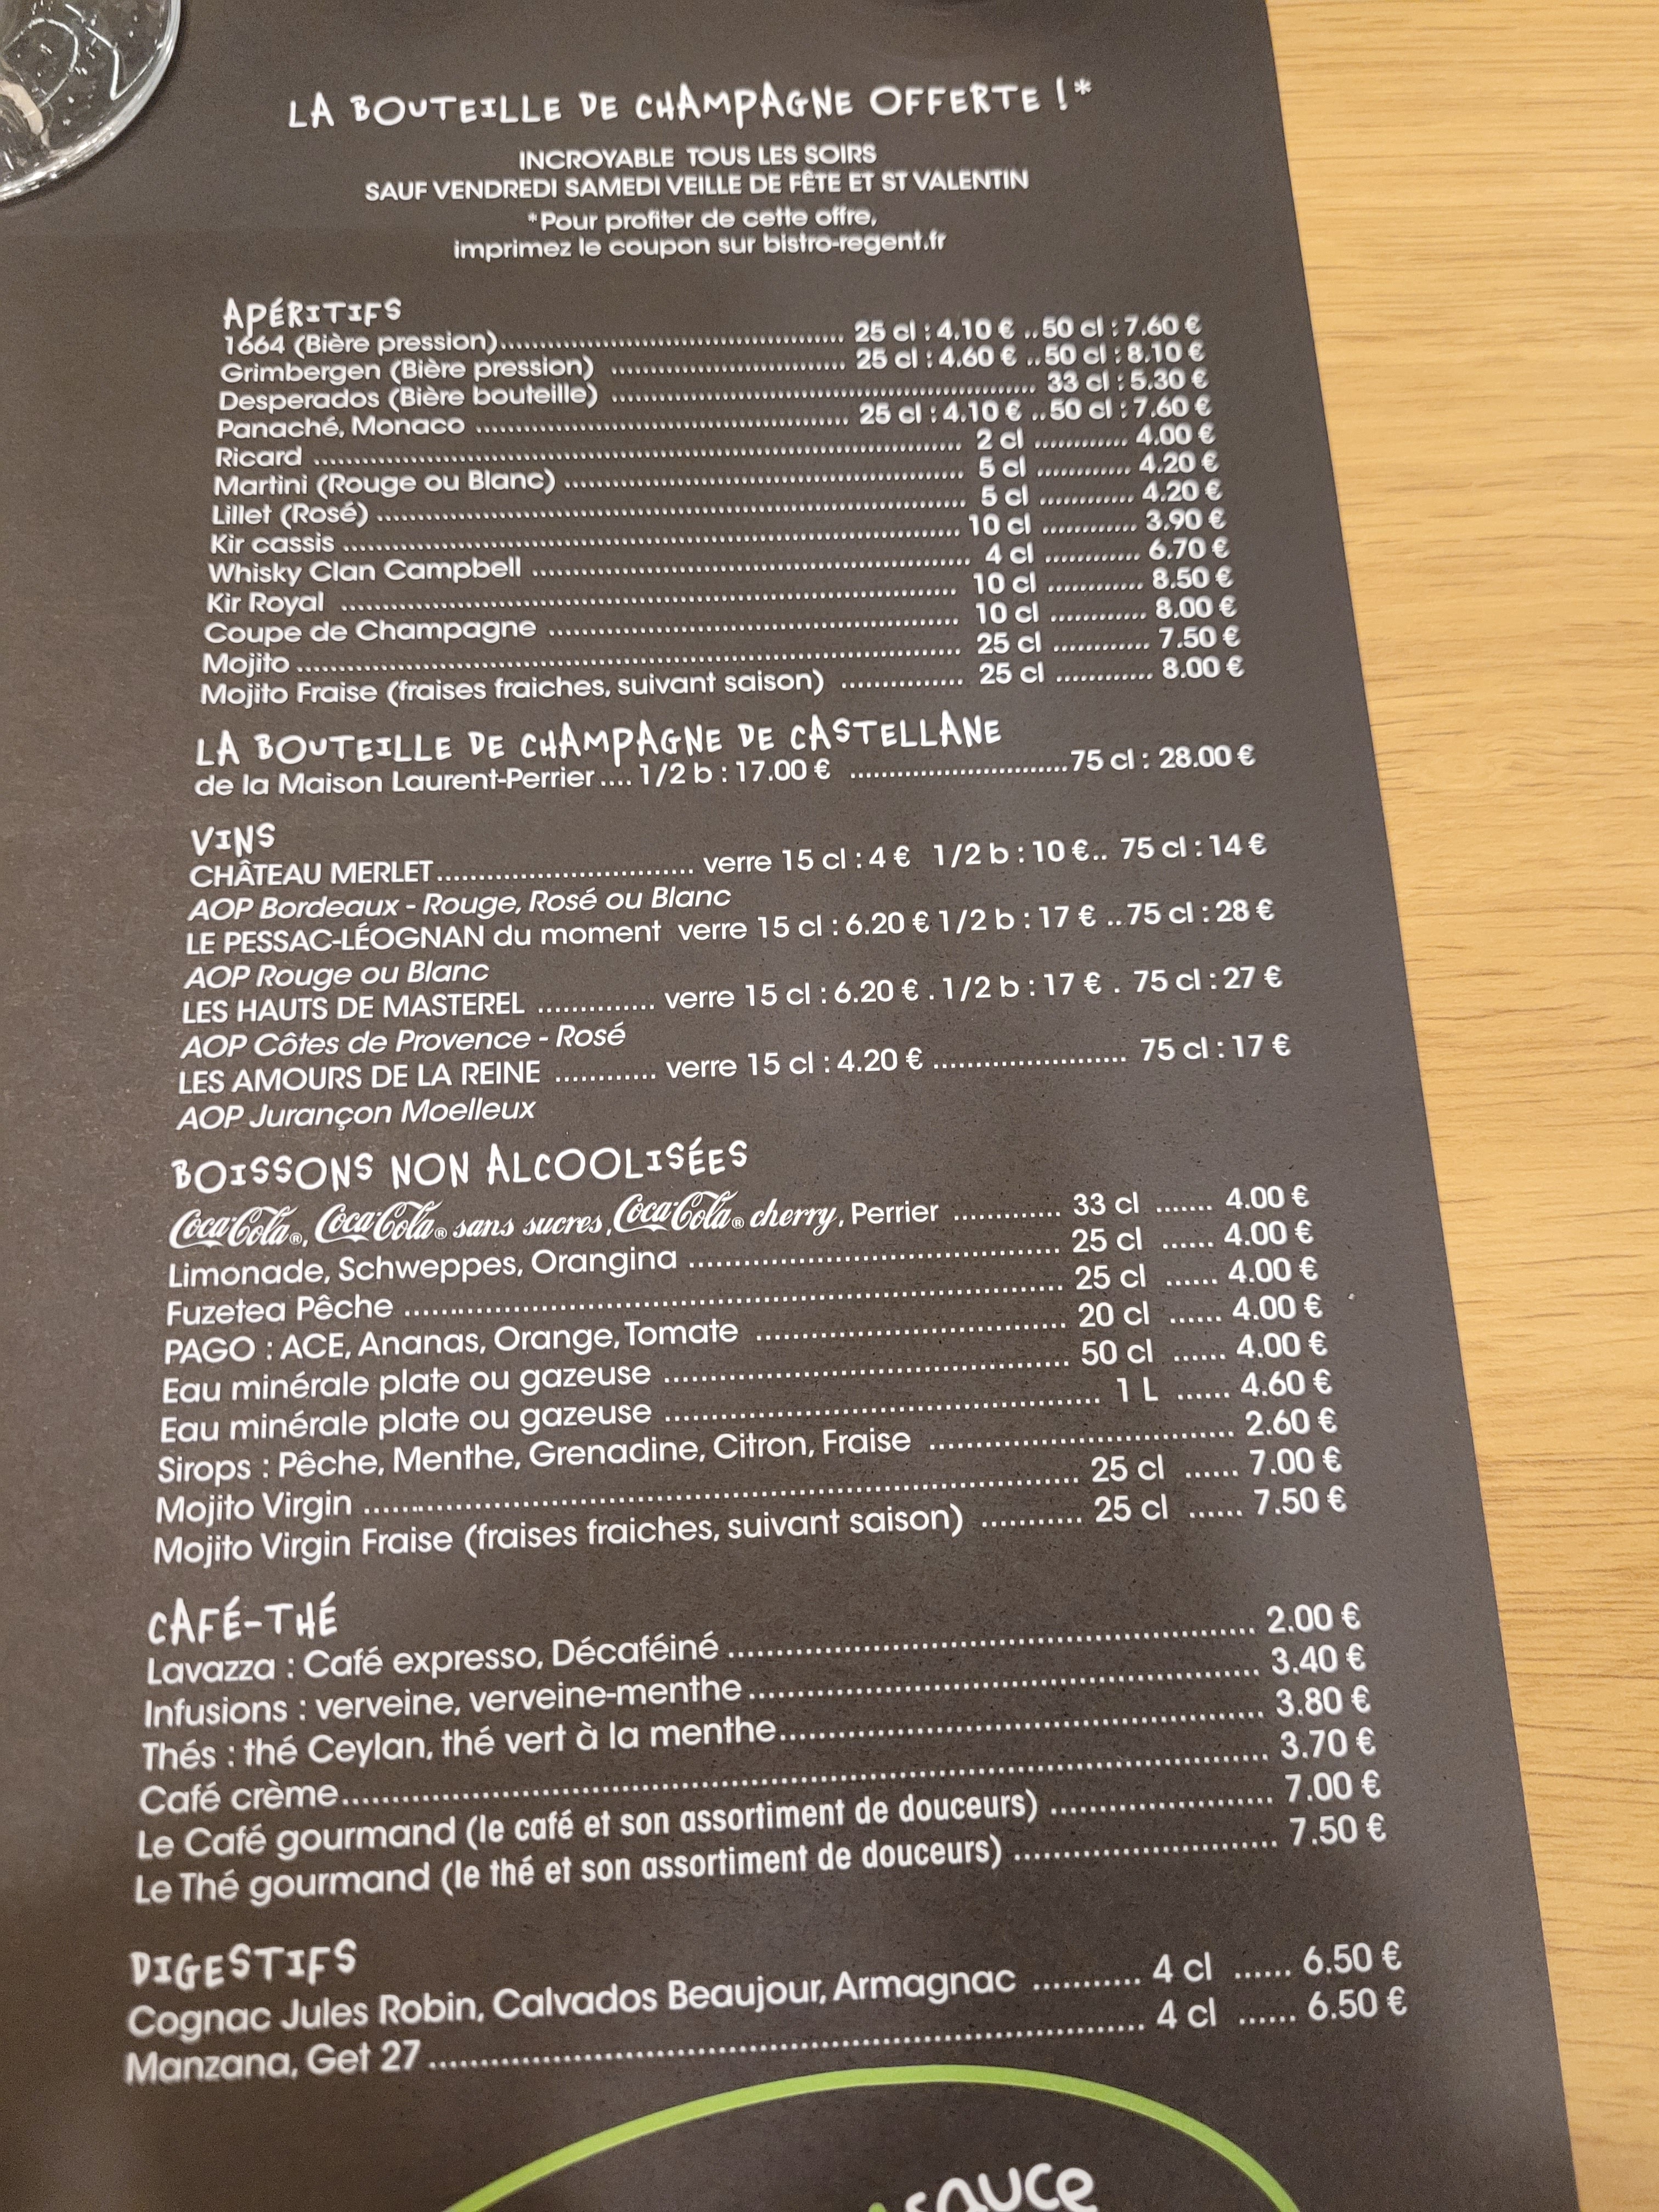 LA BOUTEILLE DE CHAMPAGNE OFFERTE !*
INCROYABLE TOUS LES SOIRS
SAUF VENDREDI SAMEDI VEILLE DE FÊTE ET ST VALENTIN
*Pour profiter de cette offre,
imprimez le coupon sur bistro-regent.fr
APÉRITIFS
1664 (Bière pression) 25 cl : 4.10 € .. 50 cl : 7.60 €
Grimbergen (Bière pression) 25 cl : 4.60 € .. 50 cl : 8.10 €
Desperados (Bière bouteille) 33 cl : 5.30 €
Panaché, Monaco 25 cl : 4.10 € .. 50 cl : 7.60 €
Ricard 2 cl 4.00 €
Martini (Rouge ou Blanc) 5 cl 4.20 €
Lillet (Rosé) 5 cl 4.20 €
Kir cassis 10 cl 3.90 €
Whisky Clan Campbell 4 cl 6.70 €
Kir Royal 10 cl 8.50 €
Coupe de Champagne 10 cl 8.00 €
Mojito 25 cl 7.50 €
Mojito Fraise (fraises fraiches, suivant saison) 25 cl 8.00 €
LA BOUTEILLE DE CHAMPAGNE DE CASTELLANE
de la Maison Laurent-Perrier .... 1/2 b : 17.00 € 75 cl : 28.00 €
VINS
CHÂTEAU MERLET verre 15 cl : 4 € 1/2 b : 10 € .. 75 cl : 14 €
AOP Bordeaux - Rouge, Rosé ou Blanc
LE PESSAC-LÉOGNAN du moment verre 15 cl : 6.20 € 1/2 b : 17 € .. 75 cl : 28 €
AOP Rouge ou Blanc
LES HAUTS DE MASTEREL verre 15 cl : 6.20 € . 1/2 b : 17 € . 75 cl : 27 €
AOP Côtes de Provence - Rosé
LES AMOURS DE LA REINE verre 15 cl : 4.20 € 75 cl : 17 €
AOP Jurançon Moelleux
BOISSONS NON ALCOOLISÉES
Coca-Cola®, Coca-Cola® sans sucres, Coca-Cola® cherry, Perrier 33 cl 4.00 €
Limonade, Schweppes, Orangina 25 cl 4.00 €
Fuzetea Pêche 25 cl 4.00 €
PAGO : ACE, Ananas, Orange, Tomate 20 cl 4.00 €
Eau minérale plate ou gazeuse 50 cl 4.00 €
Eau minérale plate ou gazeuse 1 L 4.60 €
Sirops : Pêche, Menthe, Grenadine, Citron, Fraise 2.60 €
Mojito Virgin 25 cl 7.00 €
Mojito Virgin Fraise (fraises fraiches, suivant saison) 25 cl 7.50 €
CAFÉ-THÉ
Lavazza : Café expresso, Décaféiné 2.00 €
Infusions : verveine, verveine-menthe 3.40 €
Thés : thé Ceylan, thé vert à la menthe 3.80 €
Café crème 3.70 €
Le Café gourmand (le café et son assortiment de douceurs) 7.00 €
Le Thé gourmand (le thé et son assortiment de douceurs) 7.50 €
DIGESTIFS
Cognac Jules Robin, Calvados Beaujour, Armagnac 4 cl 6.50 €
Manzana, Get 27 4 cl 6.50 €
sauce